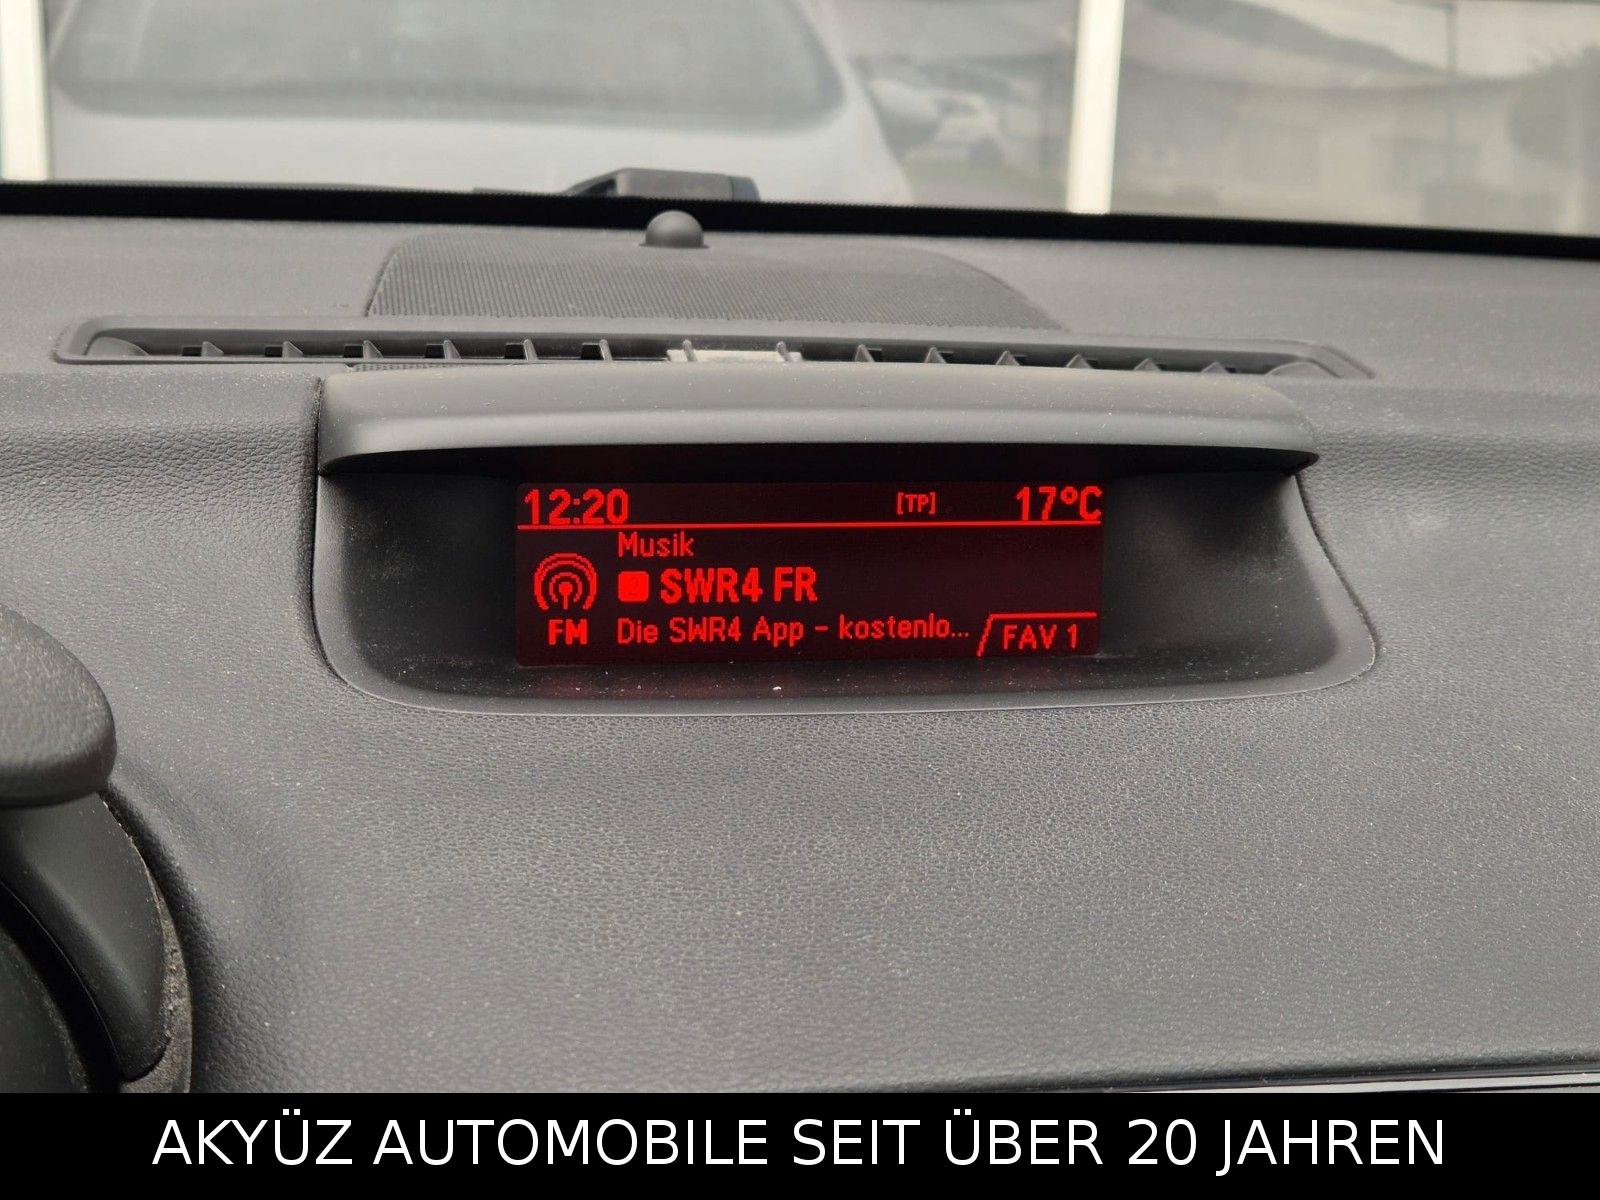 12:20 [TP] 17°C
Musik
2 SWR4 FR
FM Die SWR4 App - kostenlo... FAV 1
AKYÜZ AUTOMOBILE SEIT ÜBER 20 JAHREN